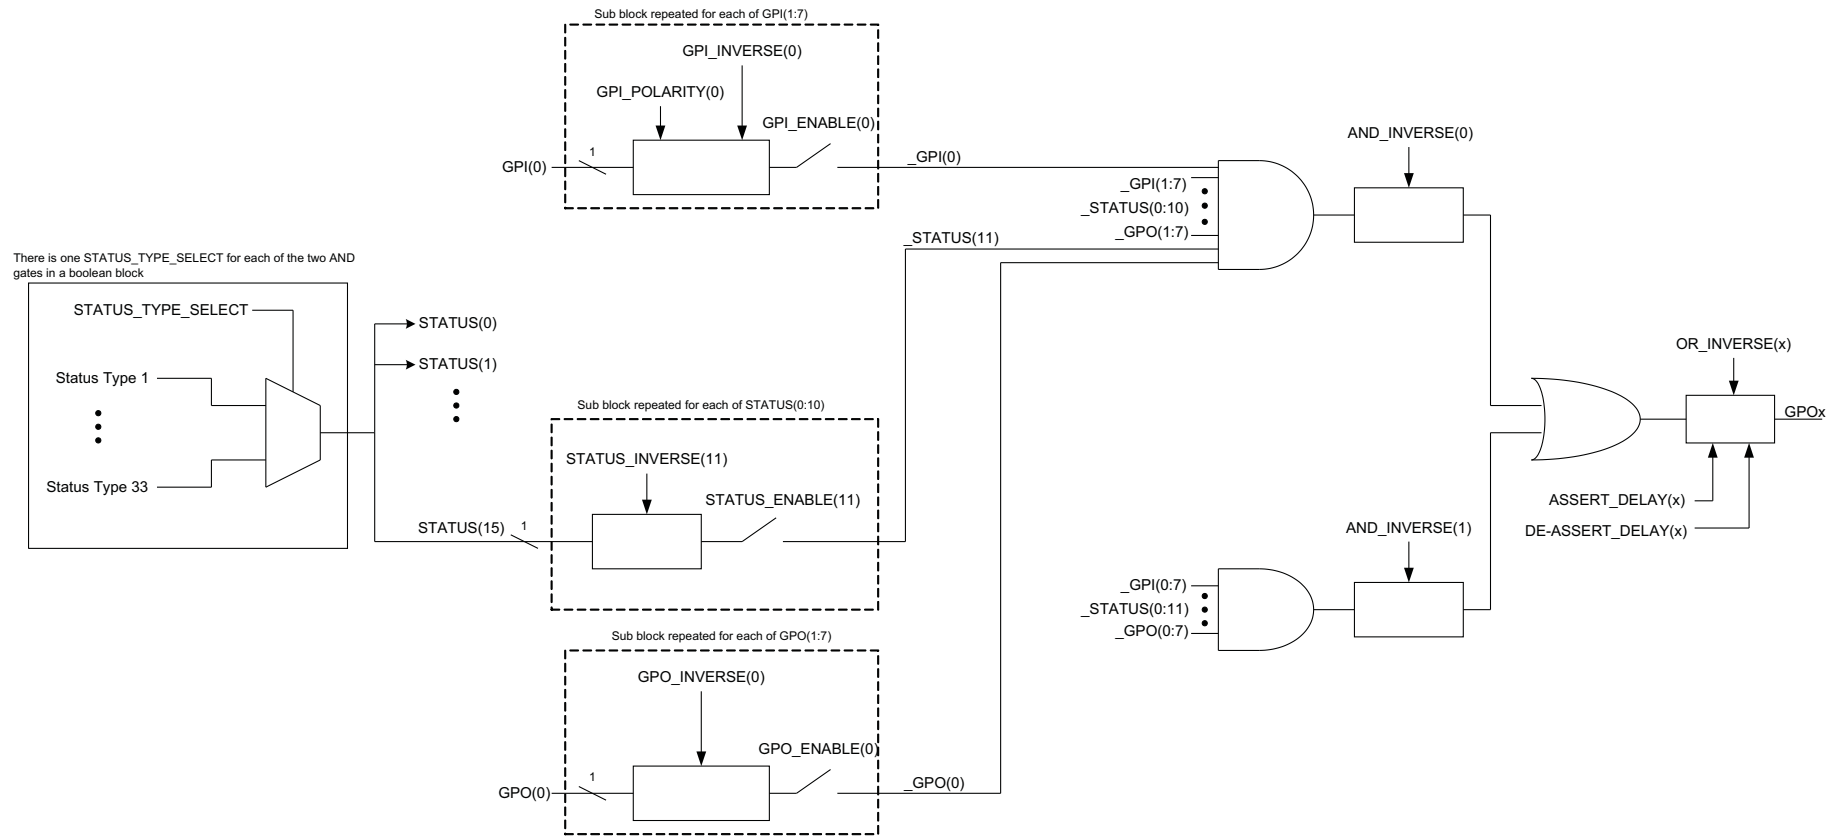 Sub block repeated for each of GPI(1:7)
GPI_INVERSE(0)
GPI_POLARITY(0)
GPI_ENABLE(0)
GPI(0)
1
_GPI(0)
_GPI(1:7)
_STATUS(0:10)
_GPO(1:7)
_STATUS(11)
AND_INVERSE(0)
There is one STATUS_TYPE_SELECT for each of the two AND
gates in a boolean block
STATUS_TYPE_SELECT
Status Type 1
Status Type 33
STATUS(0)
STATUS(1)
Sub block repeated for each of STATUS(0:10)
STATUS_INVERSE(11)
STATUS_ENABLE(11)
STATUS(15)
1
OR_INVERSE(x)
GPOx
ASSERT_DELAY(x)
DE-ASSERT_DELAY(x)
AND_INVERSE(1)
_GPI(0:7)
_STATUS(0:11)
_GPO(0:7)
Sub block repeated for each of GPO(1:7)
GPO_INVERSE(0)
GPO_ENABLE(0)
GPO(0)
1
_GPO(0)